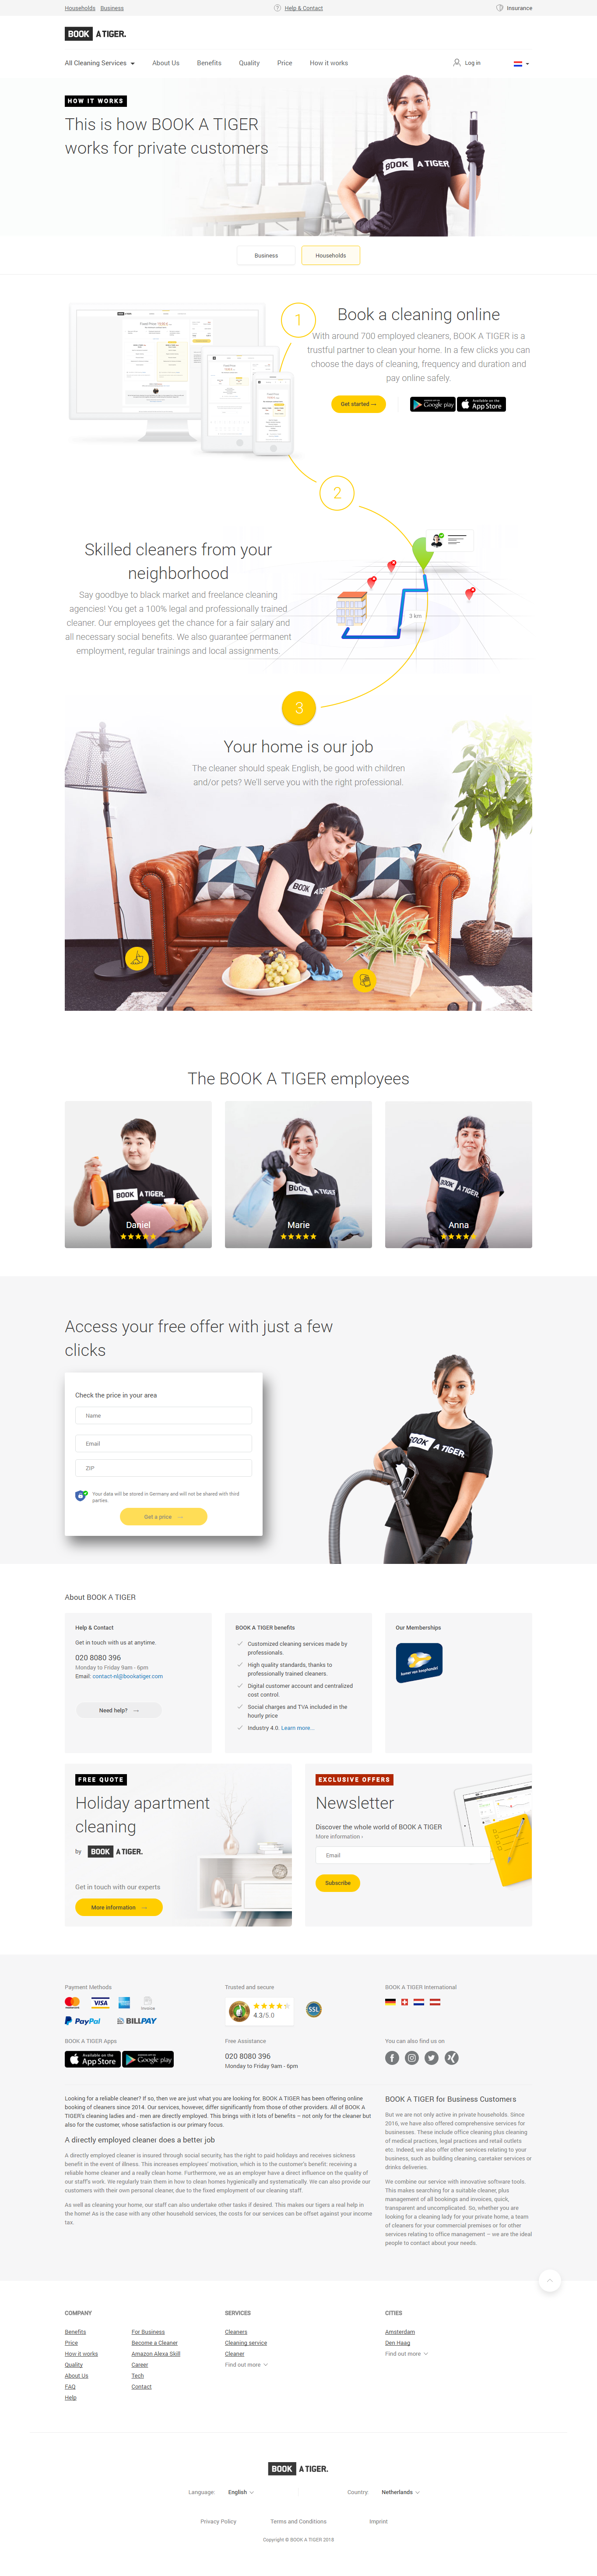 Households Business
Help & Contact
Insurance
BOOK A TIGER.
All Cleaning Services
About Us
Benefits
Quality
Price
How it works
Log in
HOW IT WORKS
This is how BOOK A TIGER
works for private customers
BOOK A TIGER
Business
Households
1
Book a cleaning online
With around 700 employed cleaners, BOOK A TIGER is a
trustful partner to clean home. In a few clicks you can
choose the days of cleaning, frequency and duration and
pay online safely.
Get started →
Google play
Available on the
App Store
2
Skilled cleaners from your
neighborhood
Say goodbye to black market and freelance cleaning
agencies! You get a 100% legal and professionally trained
cleaner. Our employees get the chance for a fair salary and
all necessary social benefits. We also guarantee permanent
employment, regular trainings and local assignments.
3 km
3
Your home is our job
The cleaner should speak English, be good with children
and/or pets? We'll serve you with the right professional.
BOOK A
The BOOK A TIGER employees
BOOK A TIGER.
Daniel
BOOK A TIGER
Marie
BOOK A TIGER.
Anna
Access your free offer with just a few
clicks
Check the price in your area
Name
Email
ZIP
Your data will be stored in Germany and will not be shared with third
parties.
Get a price →
BOOK A TIGER.
About BOOK A TIGER
Help & Contact
Get in touch with us at anytime.
020 8080 396
Monday to Friday 9am - 6pm
Email: contact-nl@bookatiger.com
Need help? →
BOOK A TIGER benefits
Customized cleaning services made by
professionals.
High quality standards, thanks to
professionally trained cleaners.
Digital customer account and centralized
cost control.
Social charges and TVA included in the
hourly price
Industry 4.0. Learn more...
Our Memberships
kamer van koophandel
FREE QUOTE
Holiday apartment
cleaning
by BOOK A TIGER.
Get in touch with our experts
More information →
EXCLUSIVE OFFERS
Newsletter
Discover the whole world of BOOK A TIGER
More information ›
Email
Subscribe
Payment Methods
VISA
Invoice
PayPal
BILLPAY
Trusted and secure
4.3/5.0
SSL
BOOK A TIGER International
BOOK A TIGER Apps
Available on the
App Store
Google play
Free Assistance
020 8080 396
Monday to Friday 9am - 6pm
You can also find us on
Looking for a reliable cleaner? If so, then we are just what you are looking for. BOOK A TIGER has been offering online
booking of cleaners since 2014. Our services, however, differ significantly from those of other providers. All of BOOK A
TIGER's cleaning ladies and - men are directly employed. This brings with it lots of benefits – not only for the cleaner but
also for the customer, whose satisfaction is our primary focus.
A directly employed cleaner does a better job
A directly employed cleaner is insured through social security, has the right to paid holidays and receives sickness
benefit in the event of illness. This increases employees' motivation, which is to the customer's benefit: receiving a
reliable home cleaner and a really clean home. Furthermore, we as an employer have a direct influence on the quality of
our staff's work. We regularly train them in how to clean homes hygienically and sustainably. We can also provide our
customers with their own personal cleaner, due to the fixed employment of our cleaning staff.
As well as cleaning your home, our staff can also undertake other tasks if desired. This makes our tigers a real help in
the home! As is the case with any other household services, the costs for our services can be offset against your income
tax.
BOOK A TIGER for Business Customers
But we are not only active in private households. Since
2016, we have also offered comprehensive services for
businesses. These include office cleaning plus cleaning
of medical practices, legal practices and retail outlets
etc. Indeed, we also offer other services relating to your
business, such as building cleaning, caretaker services or
drinks deliveries.
We combine our service with innovative software tools.
This makes searching for a suitable cleaner, plus
management of all bookings and invoices, quick,
transparent and uncomplicated. So, whether you are
looking for a cleaning lady for your private home, a team
of cleaners for your commercial premises or for other
services relating to office management – we are the ideal
people to contact about your needs.
COMPANY
Benefits
Price
How it works
Quality
About Us
FAQ
Help
For Business
Become a Cleaner
Amazon Alexa Skill
Career
Tech
Contact
SERVICES
Cleaners
Cleaning service
Cleaner
Find out more
CITIES
Amsterdam
Den Haag
Find out more
BOOK A TIGER.
Language: English
Country Netherlands
Privacy Policy
Terms and Conditions
Imprint
Copyright © BOOK A TIGER 2018